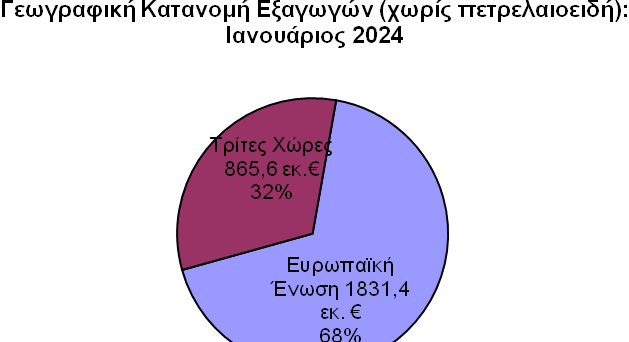 Γεωγραφική Κατανομή Εξαγωγών (χωρίς πετρελαιοειδή):
Ιανουάριος 2024
Τρίτες Χώρες
865,6 εκ.€
32%
Ευρωπαϊκή
Ένωση 1831,4
εκ. €
68%